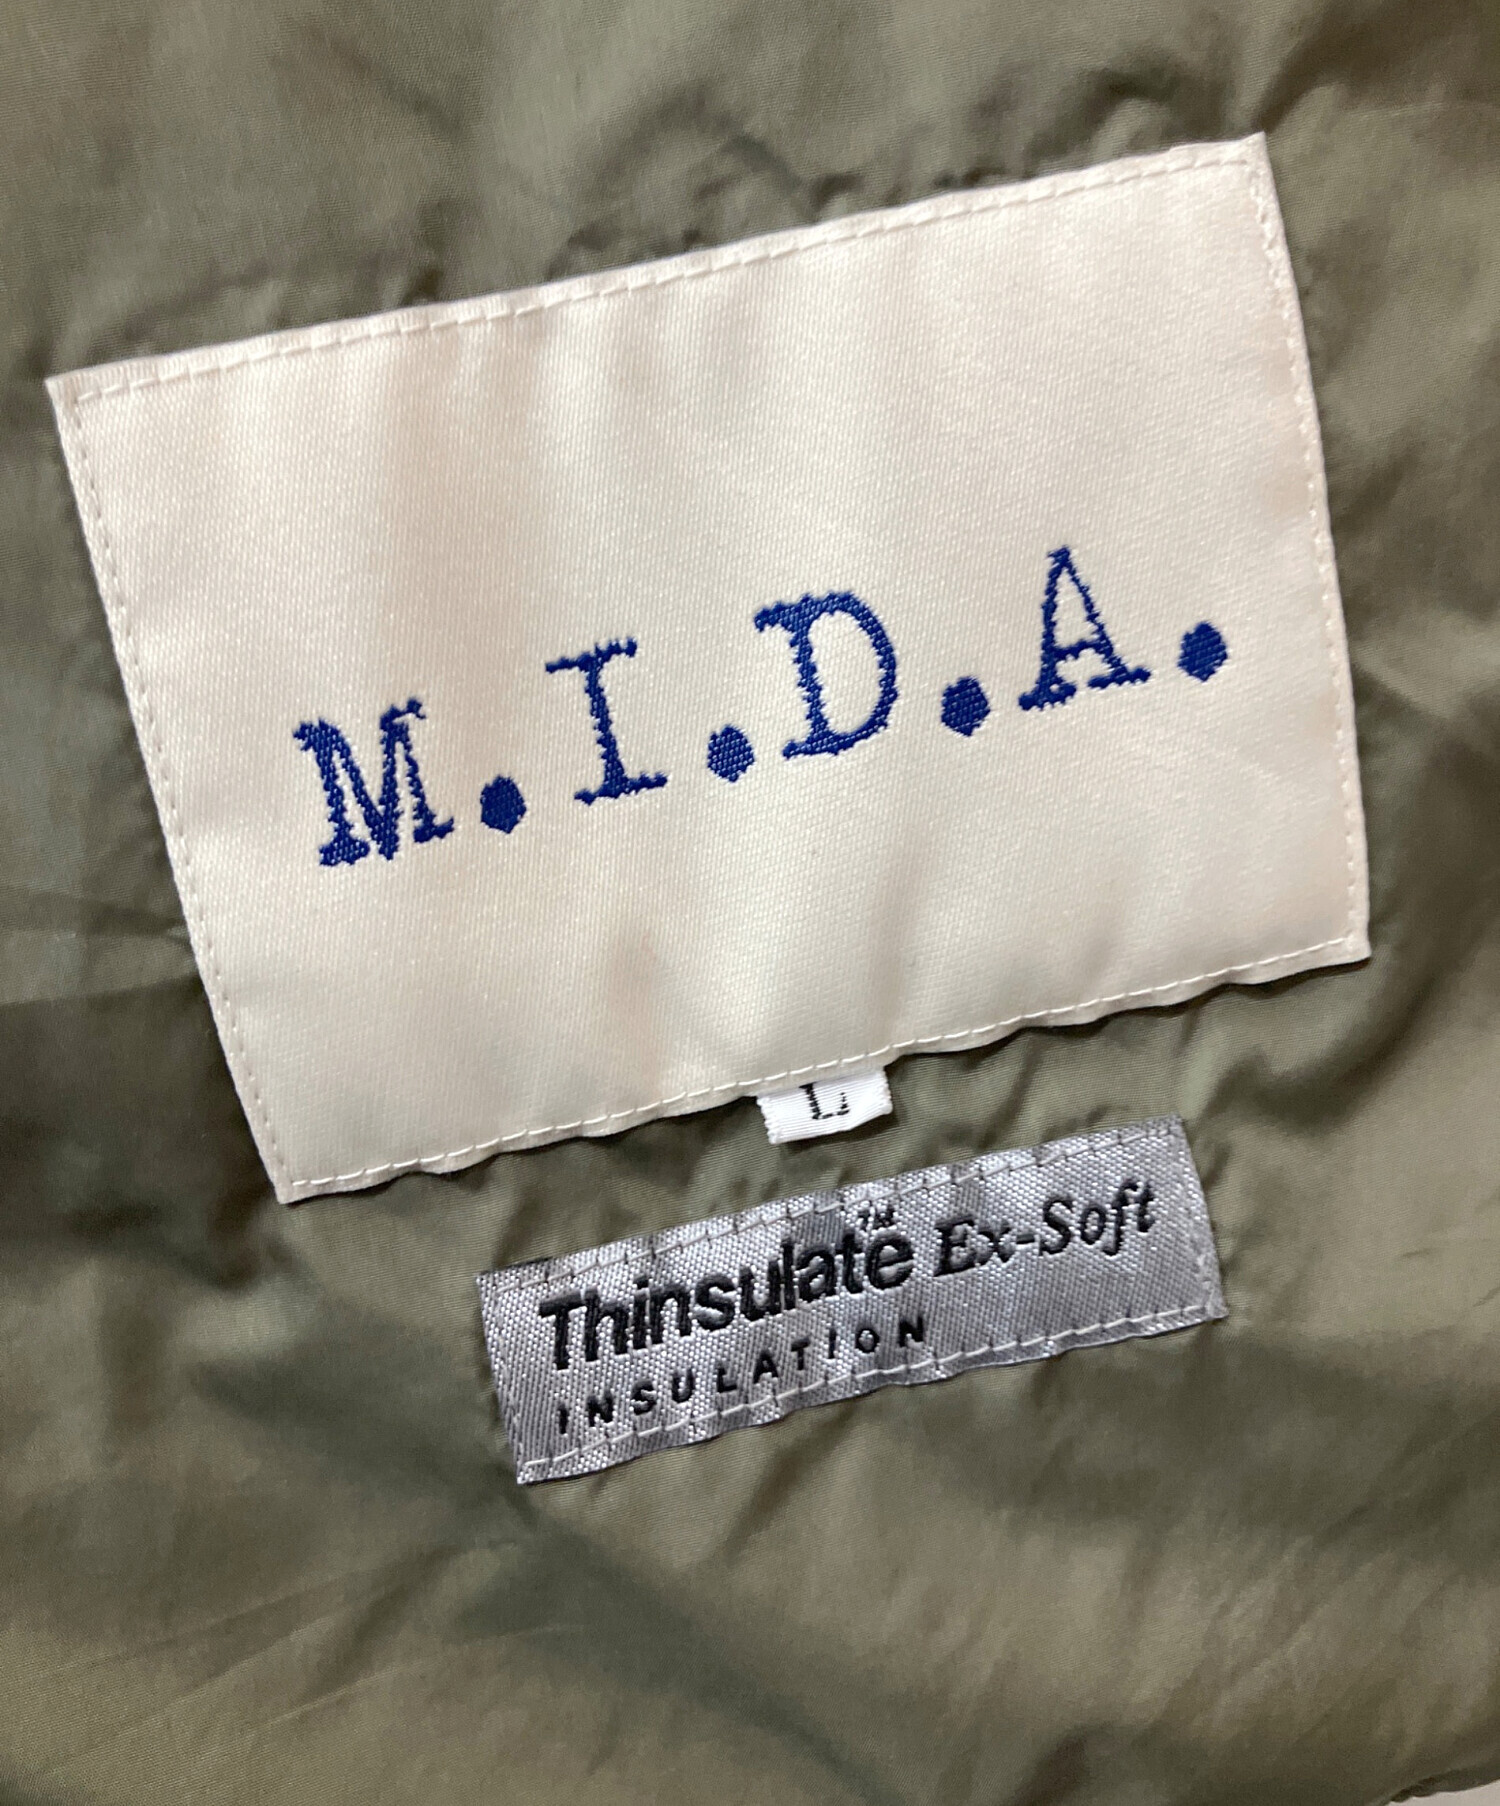 M.I.D.A.
L
Thinsulate™ Ex-Soft
INSULATION